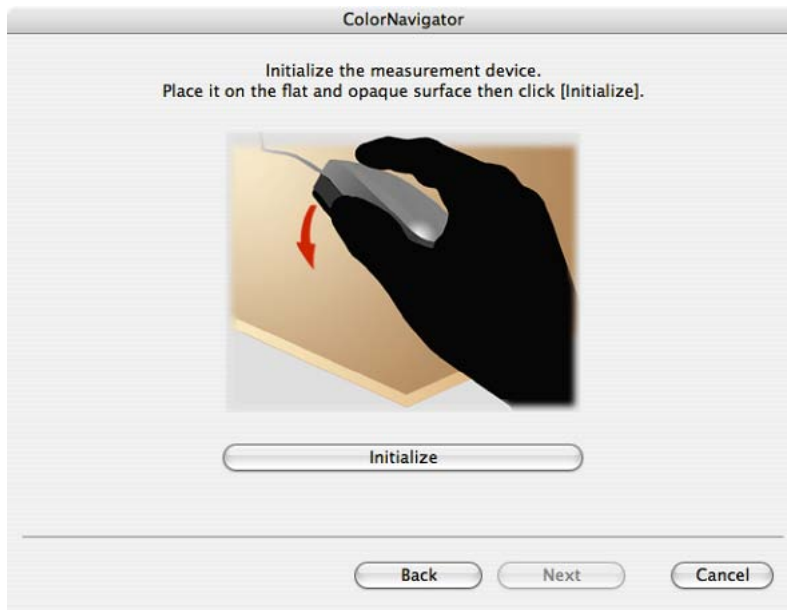 ColorNavigator
Initialize the measurement device.
Place it on the flat and opaque surface then click [Initialize].
Initialize
Back Next Cancel